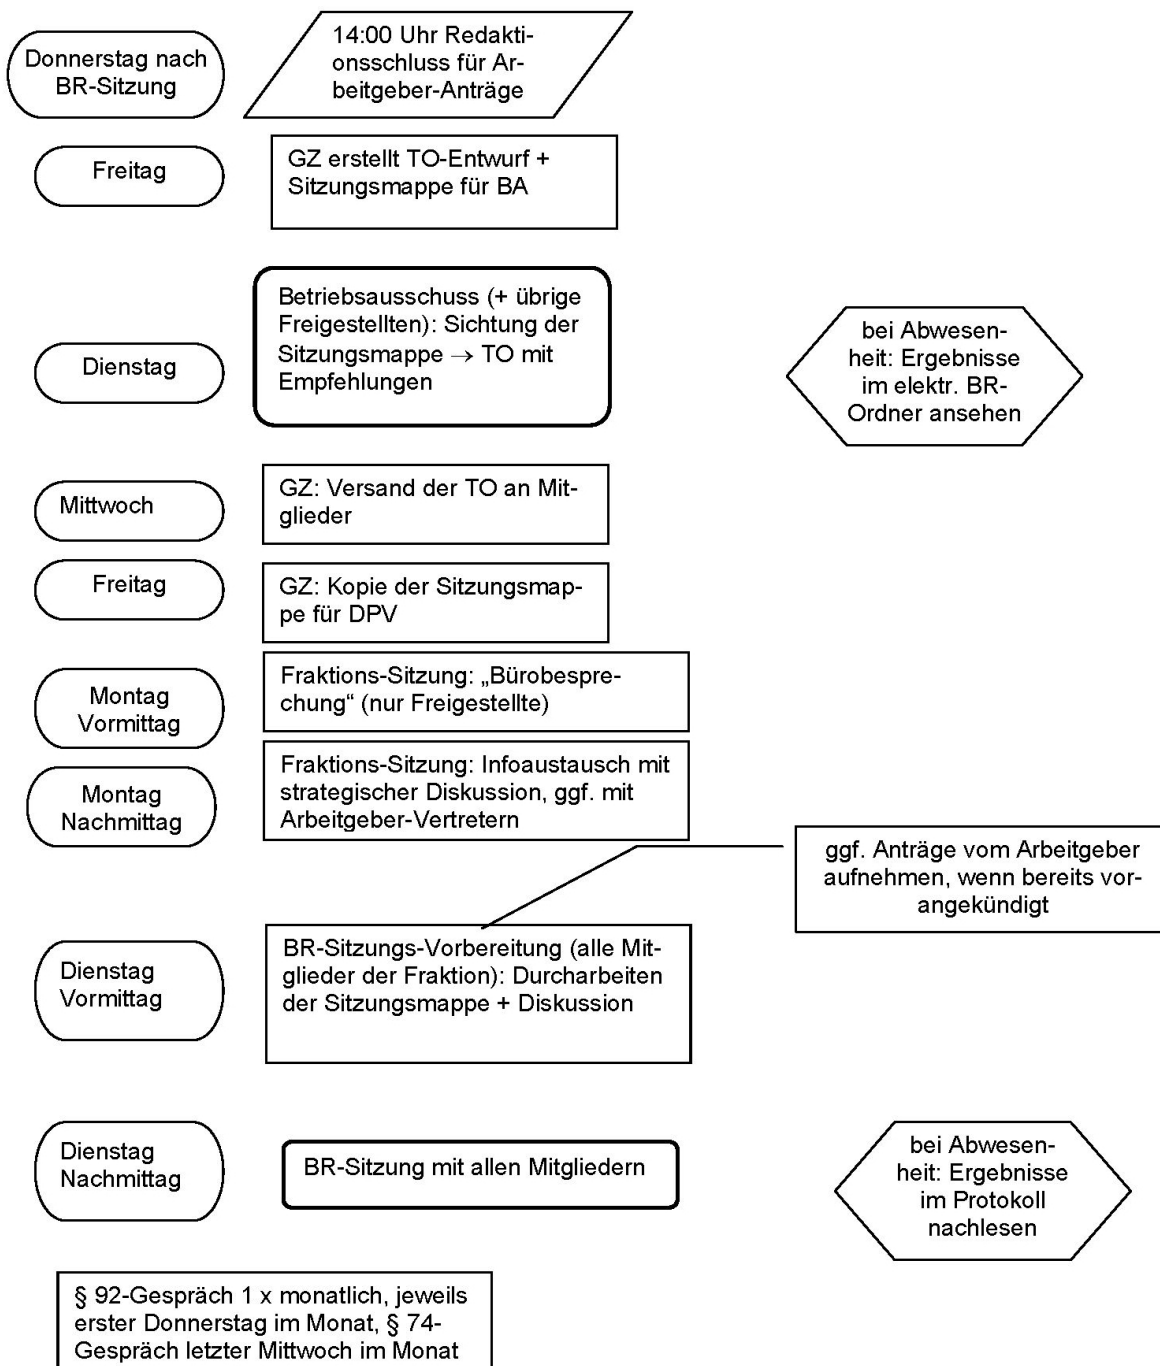 Donnerstag nach
BR-Sitzung
14:00 Uhr Redakti-
onsschluss für Ar-
beitgeber-Anträge
Freitag
GZ erstellt TO-Entwurf +
Sitzungsmappe für BA
Dienstag
Betriebsausschuss (+ übrige
Freigestellten): Sichtung der
Sitzungsmappe → TO mit
Empfehlungen
bei Abwesen-
heit: Ergebnisse
im elektr. BR-
Ordner ansehen
Mittwoch
GZ: Versand der TO an Mit-
glieder
Freitag
GZ: Kopie der Sitzungsmap-
pe für DPV
Montag
Vormittag
Fraktions-Sitzung: „Bürobespre-
chung“ (nur Freigestellte)
Montag
Nachmittag
Fraktions-Sitzung: Infoaustausch mit
strategischer Diskussion, ggf. mit
Arbeitgeber-Vertretern
ggf. Anträge vom Arbeitgeber
aufnehmen, wenn bereits vor-
angekündigt
Dienstag
Vormittag
BR-Sitzungs-Vorbereitung (alle Mit-
glieder der Fraktion): Durcharbeiten
der Sitzungsmappe + Diskussion
Dienstag
Nachmittag
BR-Sitzung mit allen Mitgliedern
bei Abwesen-
heit: Ergebnisse
im Protokoll
nachlesen
§ 92-Gespräch 1 x monatlich, jeweils
erster Donnerstag im Monat, § 74-
Gespräch letzter Mittwoch im Monat